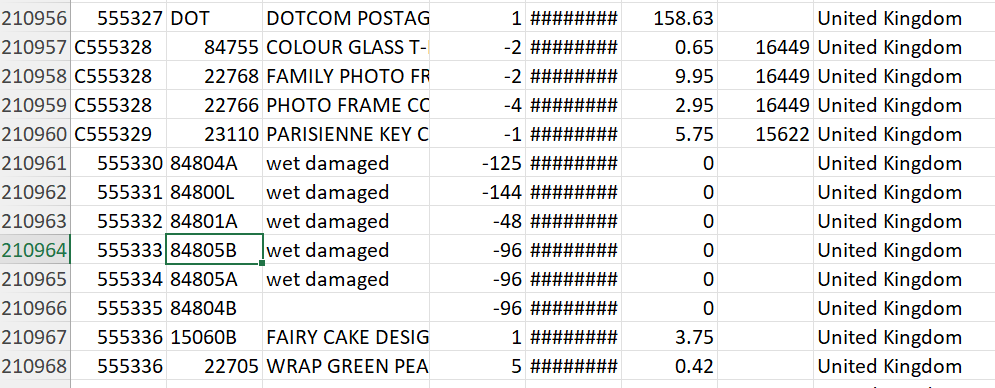 210956 555327 DOT DOTCOM POSTAG 1 ######## 158.63 United Kingdom
210957 C555328 84755 COLOUR GLASS T- -2 ######## 0.65 16449 United Kingdom
210958 C555328 22768 FAMILY PHOTO FR -2 ######## 9.95 16449 United Kingdom
210959 C555328 22766 PHOTO FRAME CO -4 ######## 2.95 16449 United Kingdom
210960 C555329 23110 PARISIENNE KEY C -1 ######## 5.75 15622 United Kingdom
210961 555330 84804A wet damaged -125 ######## 0 United Kingdom
210962 555331 84800L wet damaged -144 ######## 0 United Kingdom
210963 555332 84801A wet damaged -48 ######## 0 United Kingdom
210964 555333 84805B wet damaged -96 ######## 0 United Kingdom
210965 555334 84805A wet damaged -96 ######## 0 United Kingdom
210966 555335 84804B -96 ######## 0 United Kingdom
210967 555336 15060B FAIRY CAKE DESIG 1 ######## 3.75 United Kingdom
210968 555336 22705 WRAP GREEN PEA 5 ######## 0.42 United Kingdom